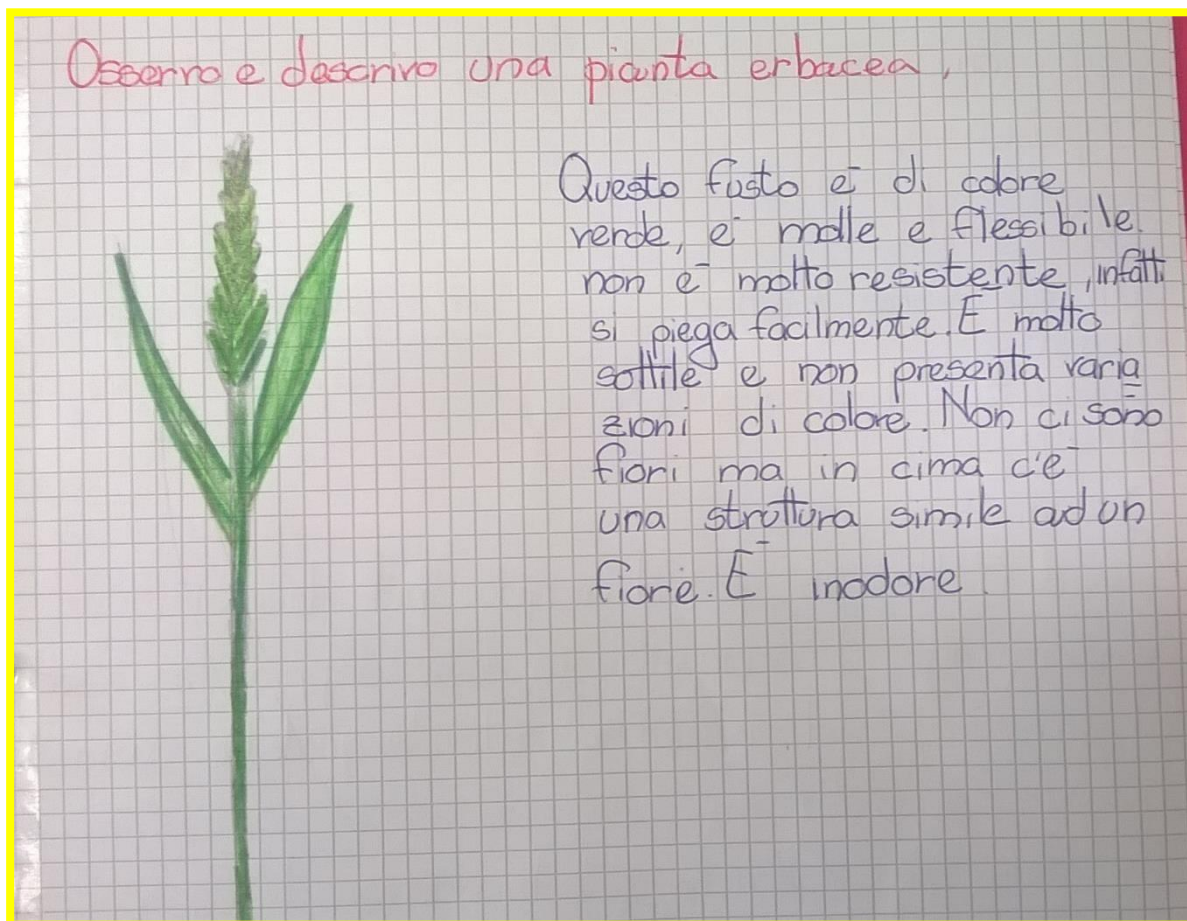 Osservo e descrivo una pianta erbacea,
Questo fusto è di colore
verde, è molle e flessibile.
non è molto resistente, infatti
si piega facilmente. È molto
sottile e non presenta varia
zioni di colore. Non ci sono
fiori ma in cima c'è
una struttura simile ad un
fiore. È inodore